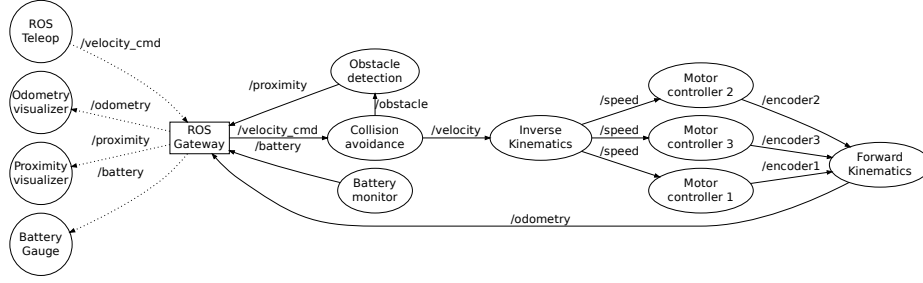 ROS
Teleop
/velocity_cmd
Odometry
visualizer
/odometry
Proximity
visualizer
/proximity
Battery
Gauge
/battery
ROS
Gateway
/velocity_cmd
/battery
/proximity
Obstacle
detection
/obstacle
Collision
avoidance
Battery
monitor
/velocity
Inverse
Kinematics
/speed
/speed
/speed
Motor
controller 2
Motor
controller 3
Motor
controller 1
/encoder2
/encoder3
/encoder1
Forward
Kinematics
/odometry